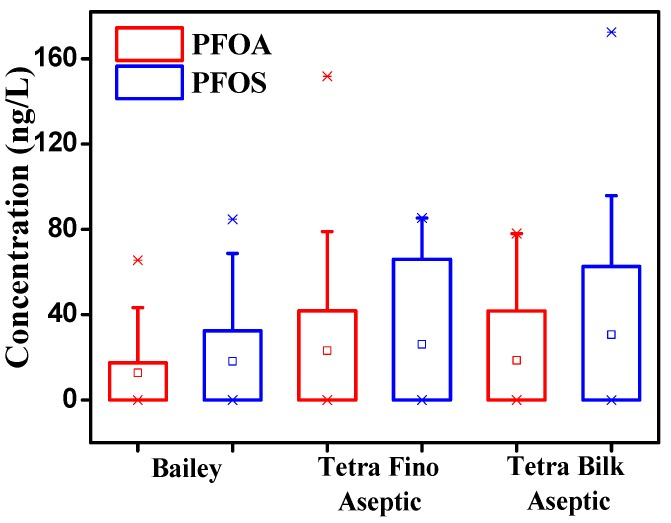 Concentration (ng/L)
160
120
80
40
0
PFOA
PFOS
Bailey
Tetra Fino
Aseptic
Tetra Bilk
Aseptic